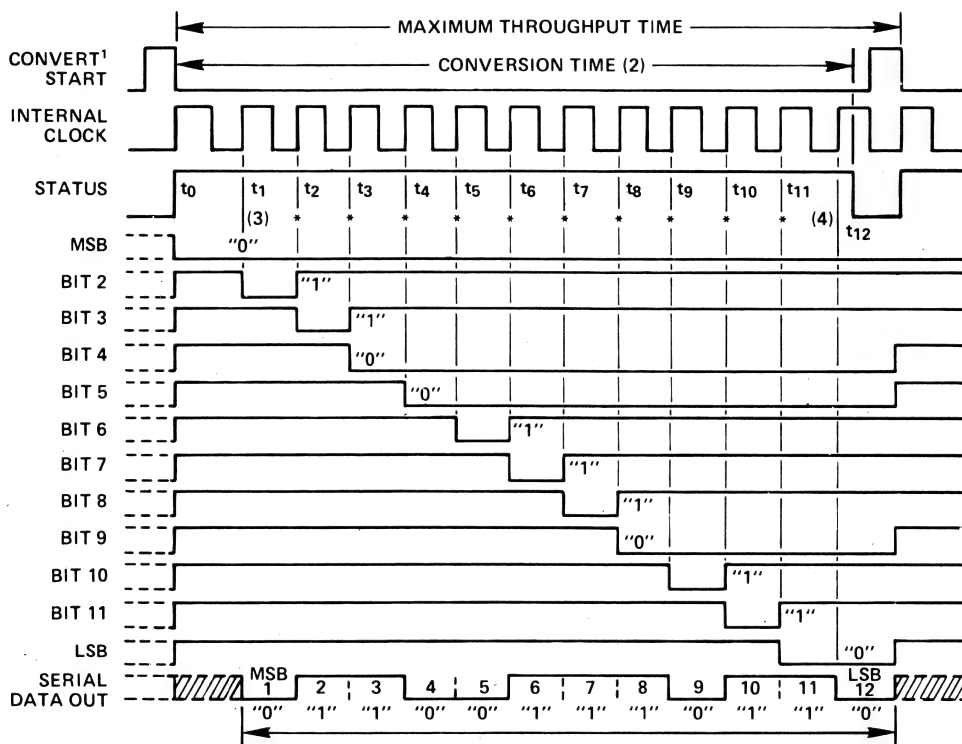 MAXIMUM THROUGHPUT TIME
CONVERT¹ START
CONVERSION TIME (2)
INTERNAL CLOCK
STATUS t0 t1 t2 t3 t4 t5 t6 t7 t8 t9 t10 t11
(3) * * * * * * * * * * (4) t12
MSB "0"
BIT 2 "1"
BIT 3 "1"
BIT 4 "0"
BIT 5 "0"
BIT 6 "1"
BIT 7 "1"
BIT 8 "1"
BIT 9 "0"
BIT 10 "1"
BIT 11 "1"
LSB "0"
SERIAL DATA OUT
MSB LSB
1 2 3 4 5 6 7 8 9 10 11 12
"0" "1" "1" "0" "0" "1" "1" "1" "0" "1" "1" "0"